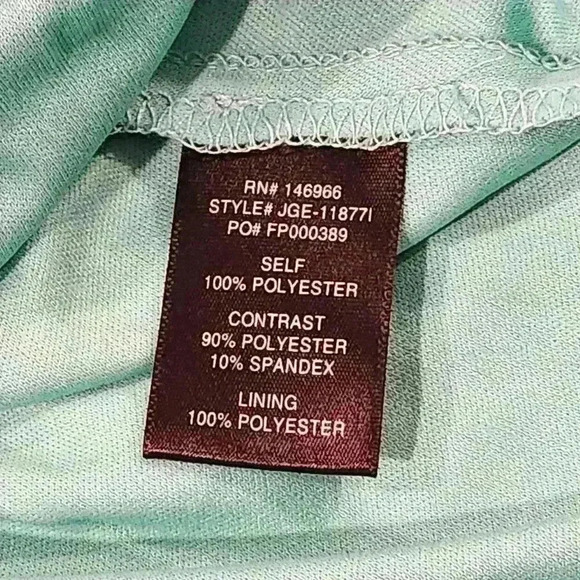 RN# 146966
STYLE# JGE-11877I
PO# FP000389
SELF
100% POLYESTER
CONTRAST
90% POLYESTER
10% SPANDEX
LINING
100% POLYESTER